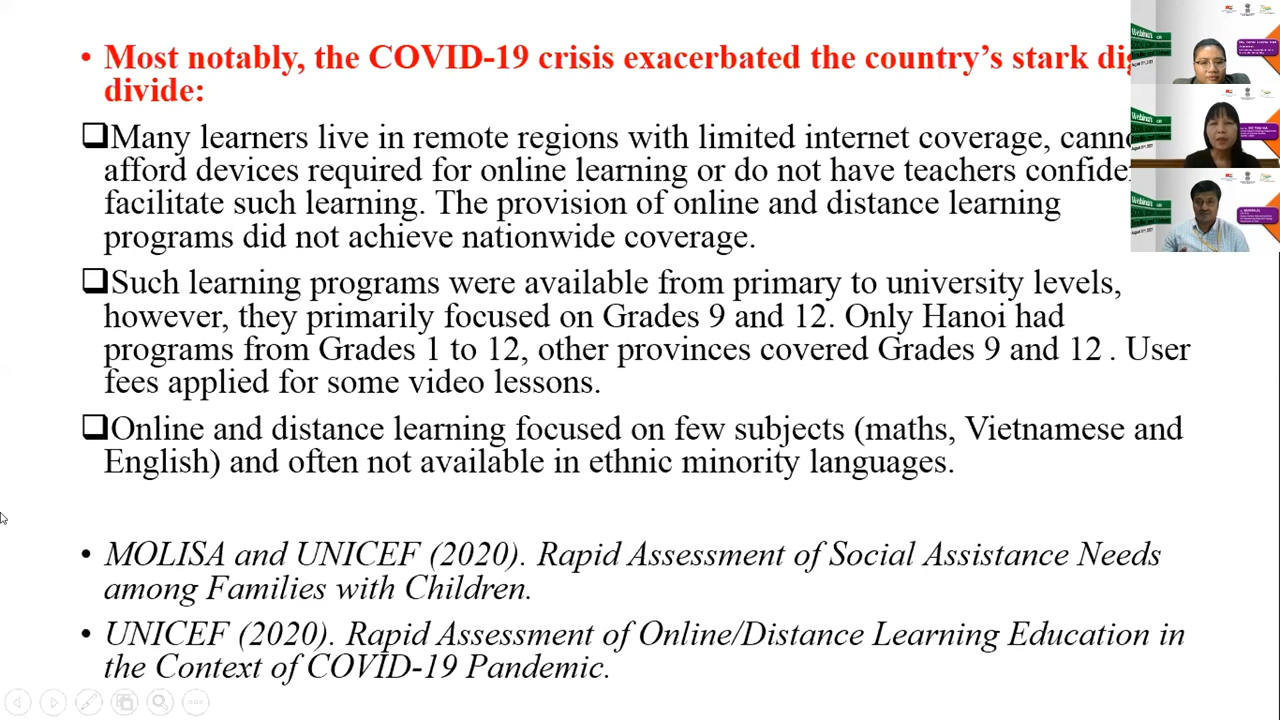 • Most notably, the COVID-19 crisis exacerbated the country's stark dig
divide:
❑Many learners live in remote regions with limited internet coverage, canno
afford devices required for online learning or do not have teachers confide
facilitate such learning. The provision of online and distance learning
programs did not achieve nationwide coverage.
❑Such learning programs were available from primary to university levels,
however, they primarily focused on Grades 9 and 12. Only Hanoi had
programs from Grades 1 to 12, other provinces covered Grades 9 and 12 . User
fees applied for some video lessons.
❑Online and distance learning focused on few subjects (maths, Vietnamese and
English) and often not available in ethnic minority languages.
• MOLISA and UNICEF (2020). Rapid Assessment of Social Assistance Needs
among Families with Children.
• UNICEF (2020). Rapid Assessment of Online/Distance Learning Education in
the Context of COVID-19 Pandemic.
Webinar
Webinar
Webinar